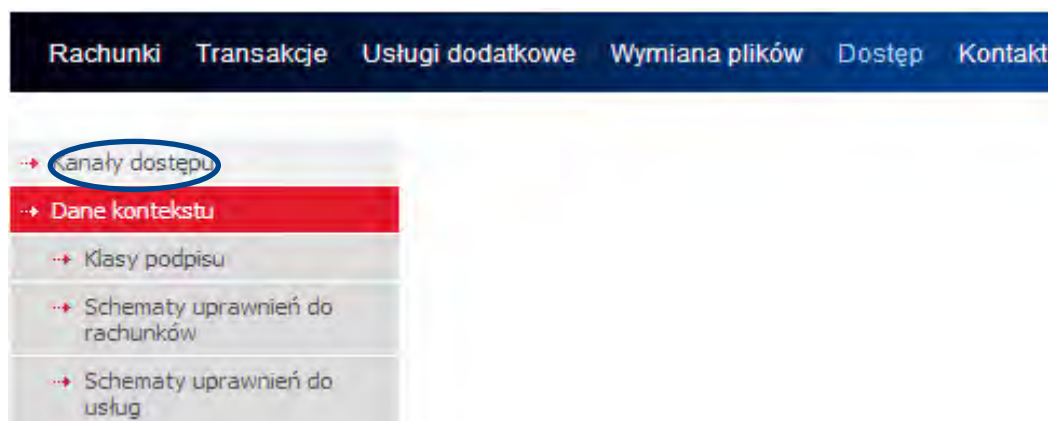 Rachunki Transakcje Usługi dodatkowe Wymiana plików Dostęp Kontakt
Kanały dostępu
Dane kontekstu
Klasy podpisu
Schematy uprawnień do
rachunków
Schematy uprawnień do
usług